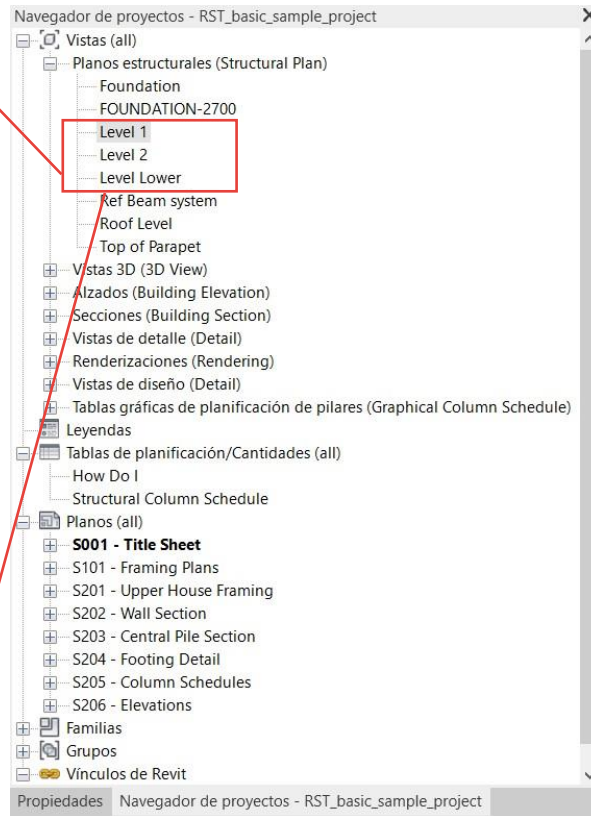 Navegador de proyectos - RST_basic_sample_project
Vistas (all)
Planos estructurales (Structural Plan)
Foundation
FOUNDATION-2700
Level 1
Level 2
Level Lower
Ref Beam system
Roof Level
Top of Parapet
Vistas 3D (3D View)
Alzados (Building Elevation)
Secciones (Building Section)
Vistas de detalle (Detail)
Renderizaciones (Rendering)
Vistas de diseño (Detail)
Tablas gráficas de planificación de pilares (Graphical Column Schedule)
Leyendas
Tablas de planificación/Cantidades (all)
How Do I
Structural Column Schedule
Planos (all)
S001 - Title Sheet
S101 - Framing Plans
S201 - Upper House Framing
S202 - Wall Section
S203 - Central Pile Section
S204 - Footing Detail
S205 - Column Schedules
S206 - Elevations
Familias
Grupos
Vínculos de Revit
Propiedades Navegador de proyectos - RST_basic_sample_project